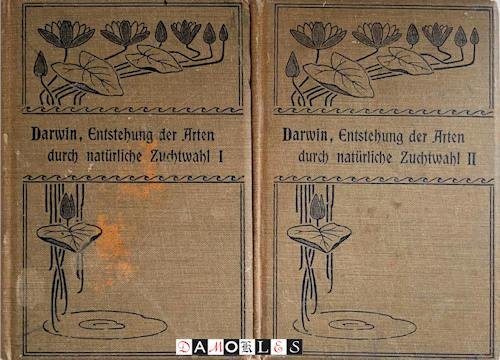 Darwin, Entstehung der Arten
durch natürliche Zuchtwahl I
Darwin, Entstehung der Arten
durch natürliche Zuchtwahl II
DAMOKLES